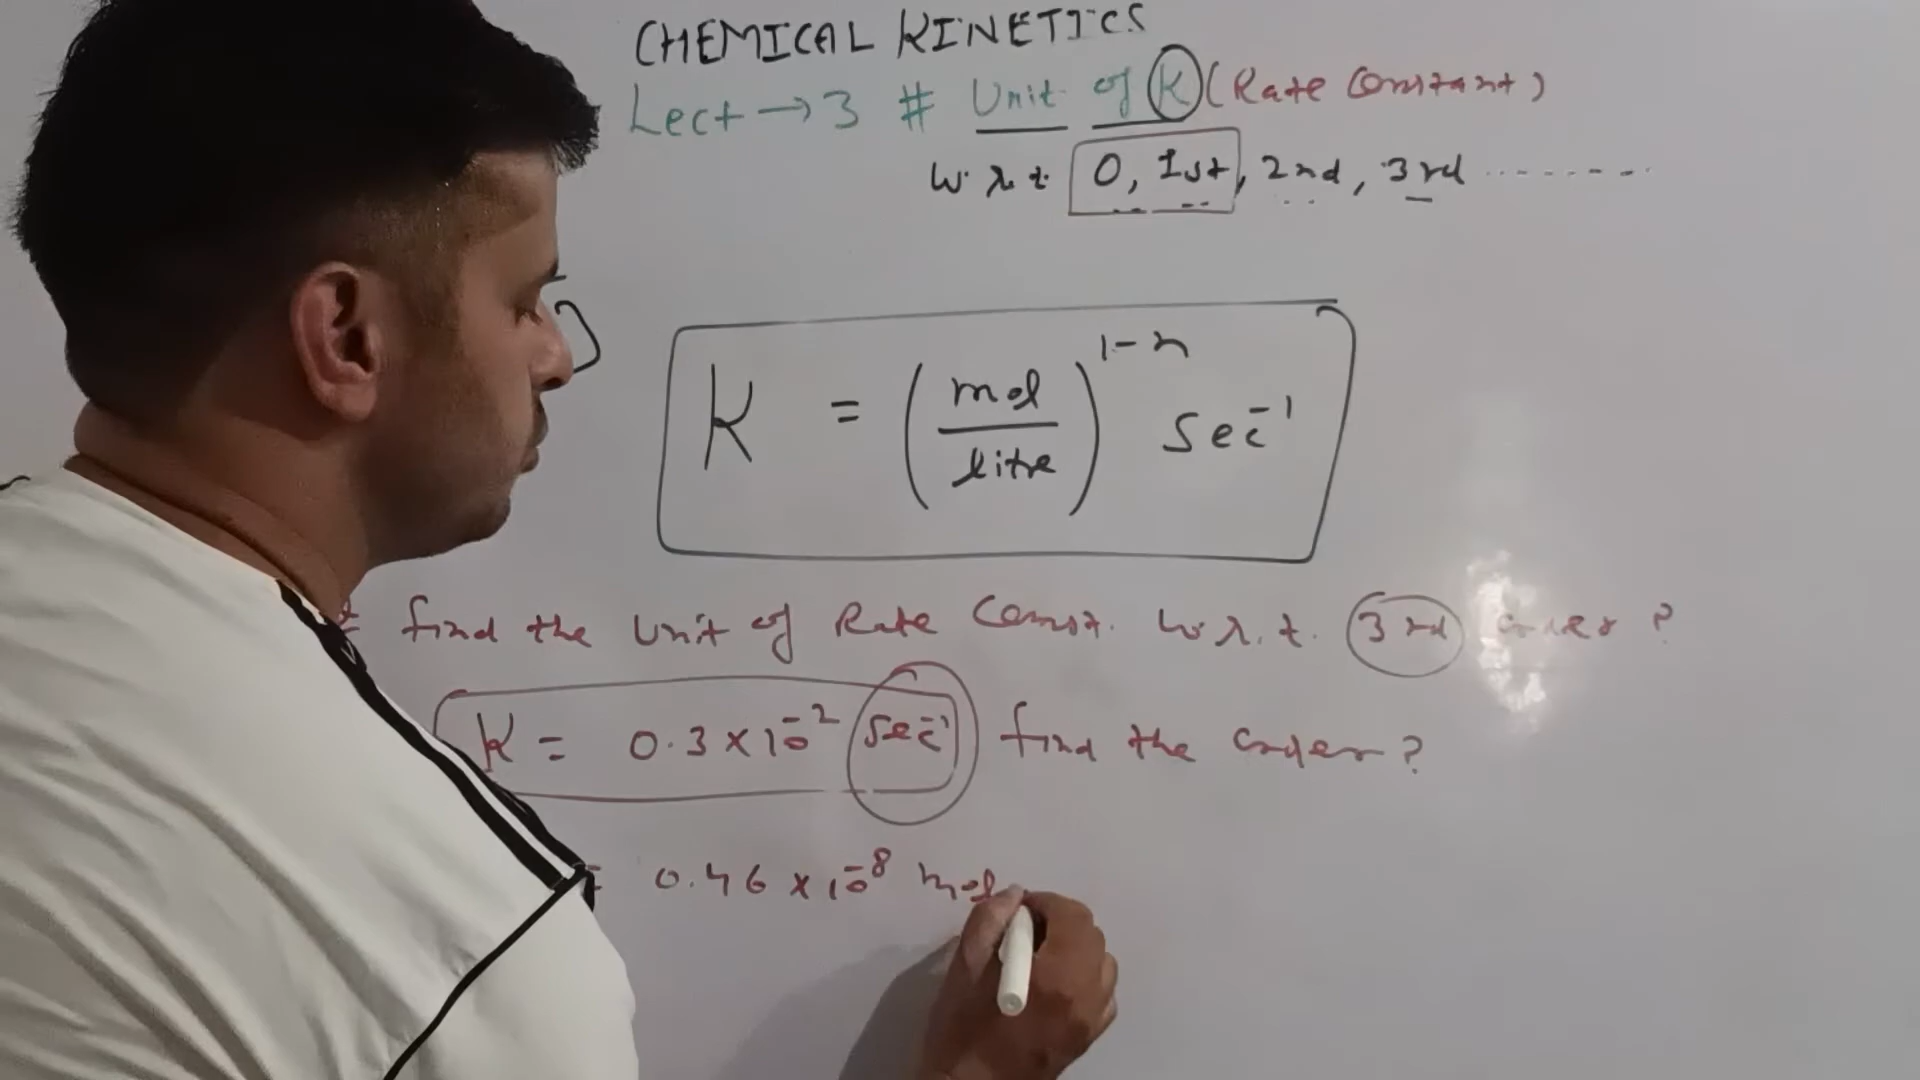 CHEMICAL KINETICS
Lect → 3 # Unit of K (Rate Constant)
w.r.t 0, 1st, 2nd, 3rd ........
K = (mol/litre)^1-n sec^-1
find the Unit of Rate Const. w.r.t. 3rd order ?
K = 0.3 × 10^-2 sec^-1 find the order ?
= 0.46 × 10^-8 mol